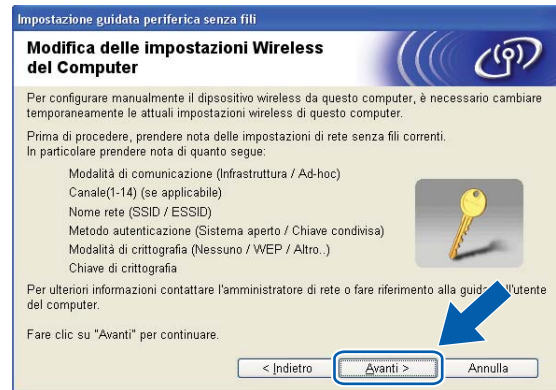 Impostazione guidata periferica senza fili
Modifica delle impostazioni Wireless
del Computer
Per configurare manualmente il dipsositivo wireless da questo computer, è necessario cambiare
temporaneamente le attuali impostazioni wireless di questo computer.
Prima di procedere, prendere nota delle impostazioni di rete senza fili correnti.
In particolare prendere nota di quanto segue:
Modalità di comunicazione (Infrastruttura / Ad-hoc)
Canale(1-14) (se applicabile)
Nome rete (SSID / ESSID)
Metodo autenticazione (Sistema aperto / Chiave condivisa)
Modalità di crittografia (Nessuno / WEP / Altro..)
Chiave di crittografia
Per ulteriori informazioni contattare l'amministratore di rete o fare riferimento alla guida all'utente
del computer.
Fare clic su "Avanti" per continuare.
< Indietro Avanti > Annulla